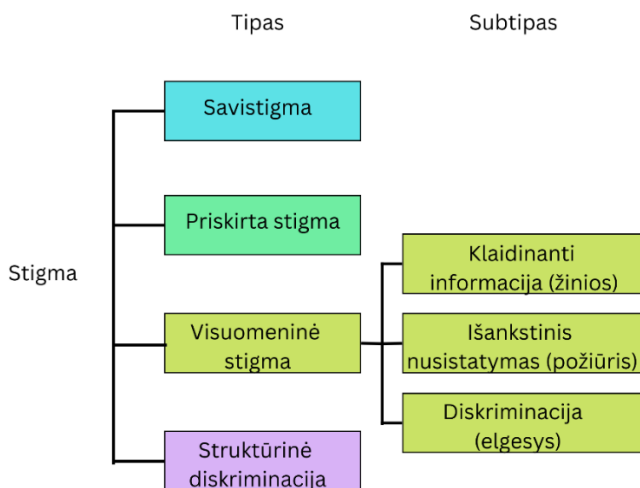 Tipas
Subtipas
Stigma
Savistigma
Priskirta stigma
Visuomeninė
stigma
Struktūrinė
diskriminacija
Klaidinanti
informacija (žinios)
Išankstinis
nusistatymas (požiūris)
Diskriminacija
(elgesys)